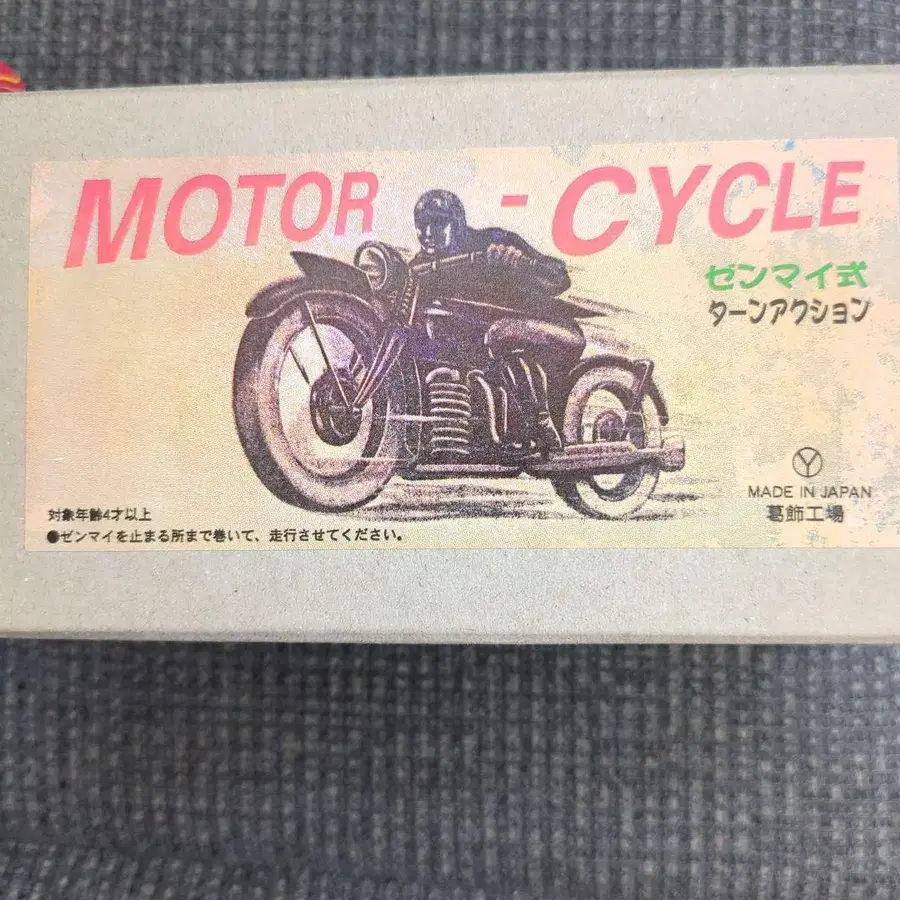 MOTOR - CYCLE
ゼンマイ式
ターンアクション
Y
MADE IN JAPAN
葛飾工場
対象年齢4才以上
●ゼンマイを止まる所まで巻いて、走行させてください。